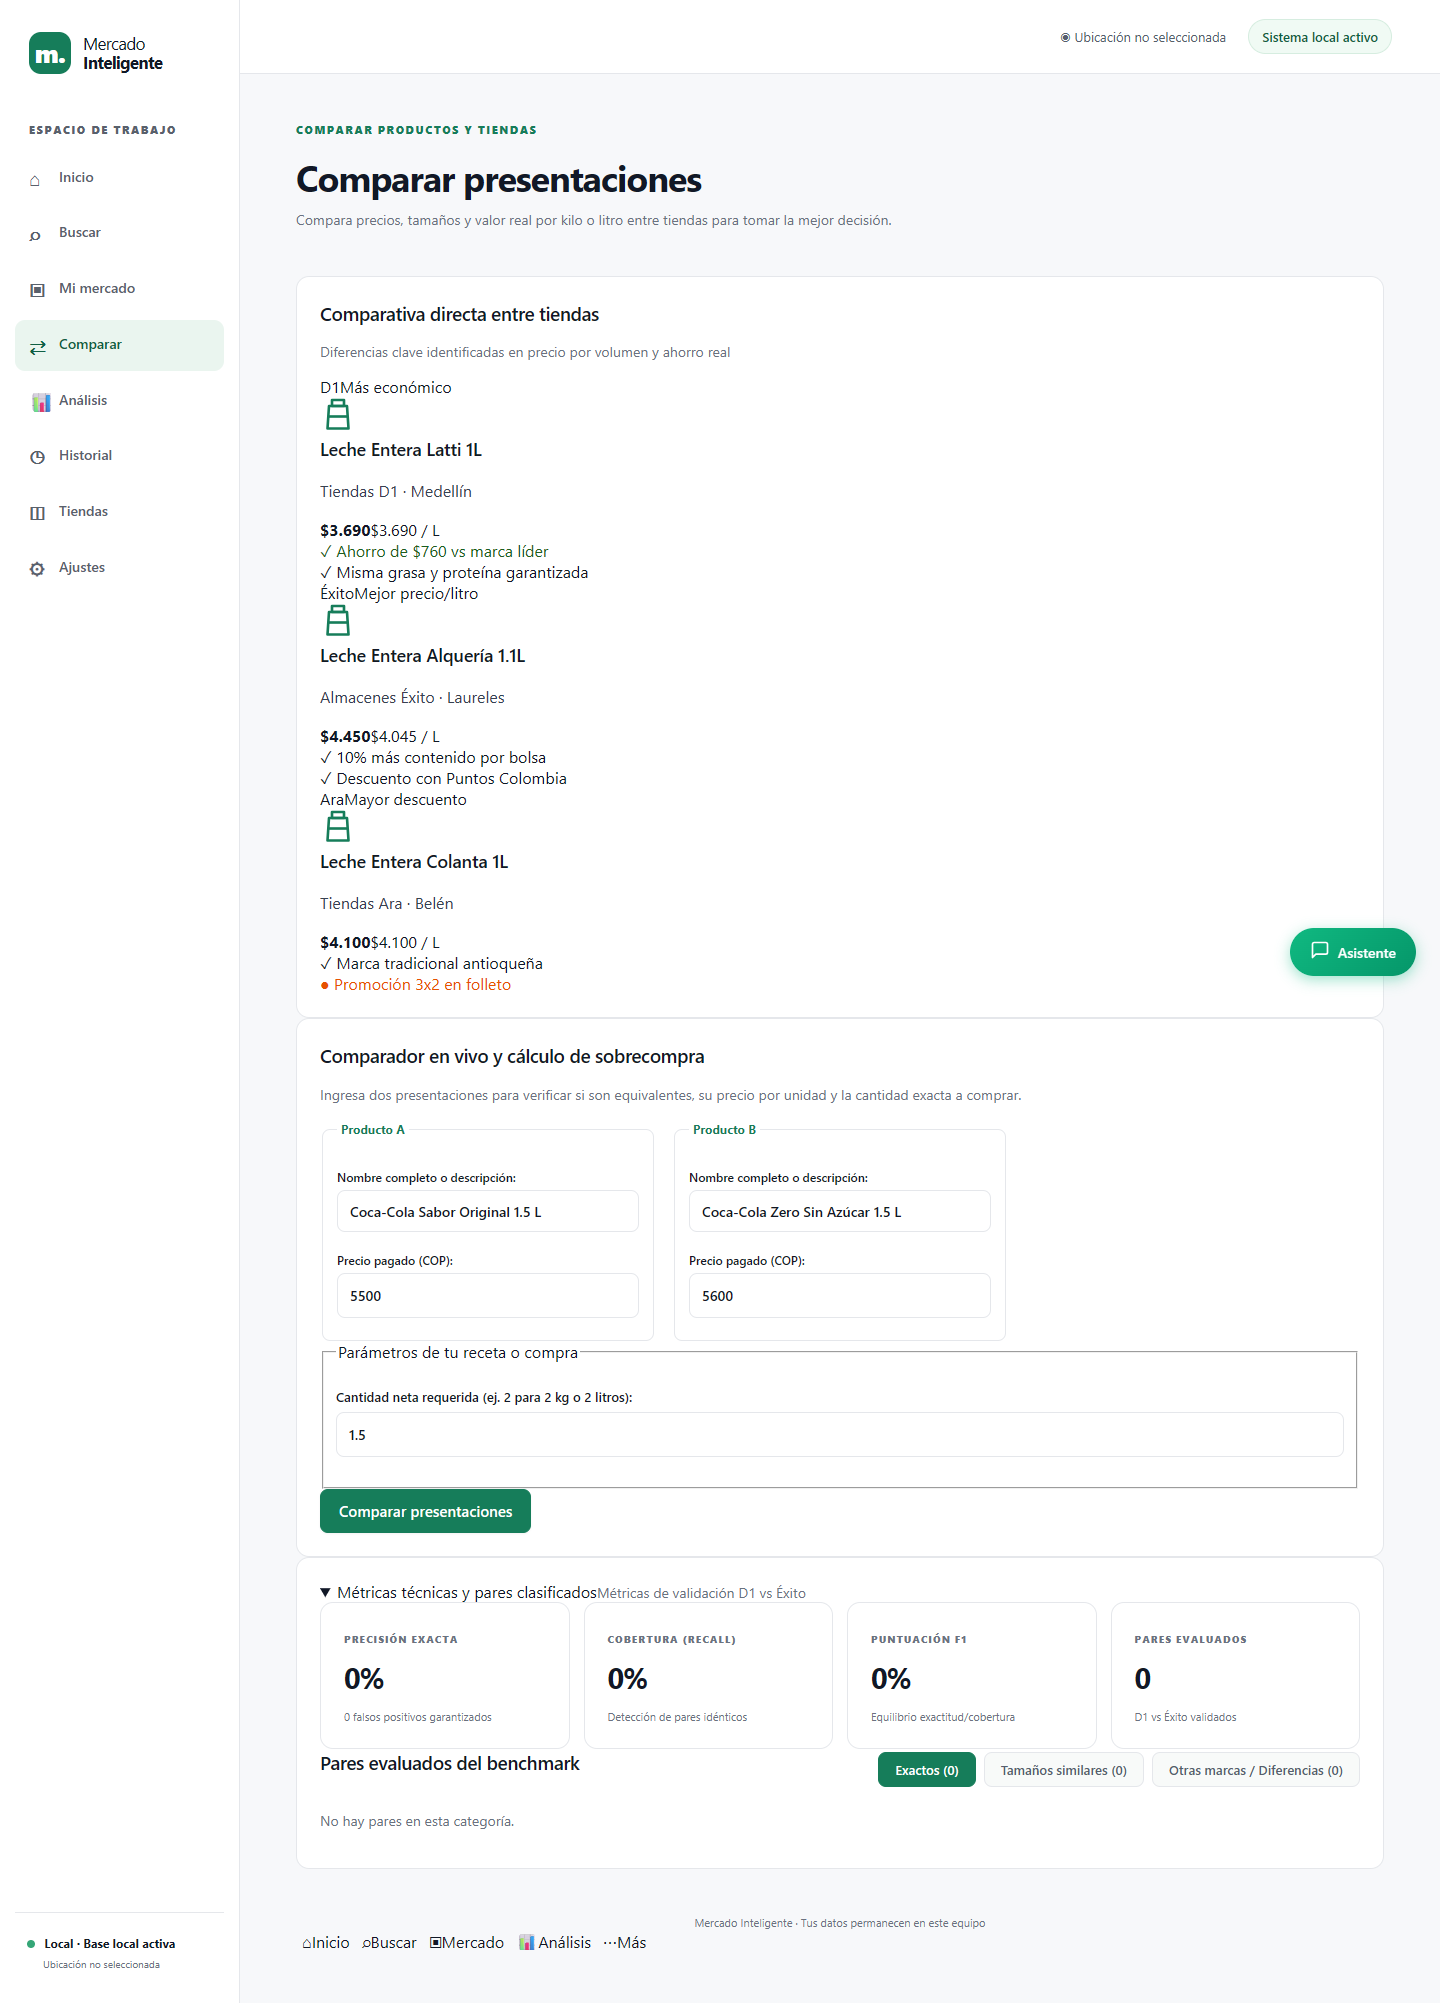 m.
Mercado
Inteligente
ESPACIO DE TRABAJO
Inicio
Buscar
Mi mercado
Comparar
Análisis
Historial
Tiendas
Ajustes
Local · Base local activa
Ubicación no seleccionada
Ubicación no seleccionada
Sistema local activo
COMPARAR PRODUCTOS Y TIENDAS
Comparar presentaciones
Compara precios, tamaños y valor real por kilo o litro entre tiendas para tomar la mejor decisión.
Comparativa directa entre tiendas
Diferencias clave identificadas en precio por volumen y ahorro real
D1Más económico
Leche Entera Latti 1L
Tiendas D1 · Medellín
$3.690$3.690 / L
✓ Ahorro de $760 vs marca líder
✓ Misma grasa y proteína garantizada
ÉxitoMejor precio/litro
Leche Entera Alquería 1.1L
Almacenes Éxito · Laureles
$4.450$4.045 / L
✓ 10% más contenido por bolsa
✓ Descuento con Puntos Colombia
AraMayor descuento
Leche Entera Colanta 1L
Tiendas Ara · Belén
$4.100$4.100 / L
✓ Marca tradicional antioqueña
● Promoción 3x2 en folleto
Asistente
Comparador en vivo y cálculo de sobrecompra
Ingresa dos presentaciones para verificar si son equivalentes, su precio por unidad y la cantidad exacta a comprar.
Producto A
Nombre completo o descripción:
Coca-Cola Sabor Original 1.5 L
Precio pagado (COP):
5500
Producto B
Nombre completo o descripción:
Coca-Cola Zero Sin Azúcar 1.5 L
Precio pagado (COP):
5600
Parámetros de tu receta o compra
Cantidad neta requerida (ej. 2 para 2 kg o 2 litros):
1.5
Comparar presentaciones
▼ Métricas técnicas y pares clasificadosMétricas de validación D1 vs Éxito
PRECISIÓN EXACTA
0%
0 falsos positivos garantizados
COBERTURA (RECALL)
0%
Detección de pares idénticos
PUNTUACIÓN F1
0%
Equilibrio exactitud/cobertura
PARES EVALUADOS
0
D1 vs Éxito validados
Pares evaluados del benchmark
Exactos (0)
Tamaños similares (0)
Otras marcas / Diferencias (0)
No hay pares en esta categoría.
Mercado Inteligente · Tus datos permanecen en este equipo
Inicio Buscar Mercado Análisis ···Más